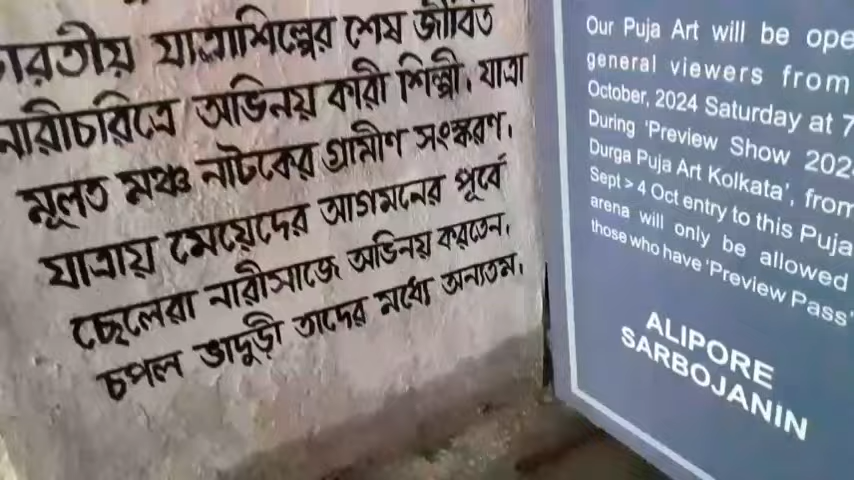 ভারতীয় যাত্রাশিল্পের শেষ জীবিত
নারীচরিত্রে অভিনয় কারী শিল্পী। যাত্রা
মূলত মঞ্চ নাটকের গ্রামীণ সংস্করণ।
যাত্রায় মেয়েদের আগমনের পূর্বে
ছেলেরা নারীসাজে অভিনয় করতেন।
চপল ভাদুড়ী তাদের মধ্যে অন্যতম।
Our Puja Art will be ope
general viewers from
October, 2024 Saturday at 7
During 'Preview Show 202
Durga Puja Art Kolkata', from
Sept > 4 Oct entry to this Puja
arena will only be allowed
those who have 'Preview Pass'
ALIPORE
SARBOJANIN